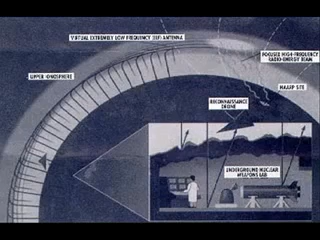 VIRTUAL EXTREMELY LOW FREQUENCY (ELF) ANTENNA
FOCUSED HIGH-FREQUENCY
RADIO-ENERGY BEAM
UPPER IONOSPHERE
HAARP SITE
RECONNAISSANCE
DRONE
UNDERGROUND NUCLEAR
WEAPONS LAB